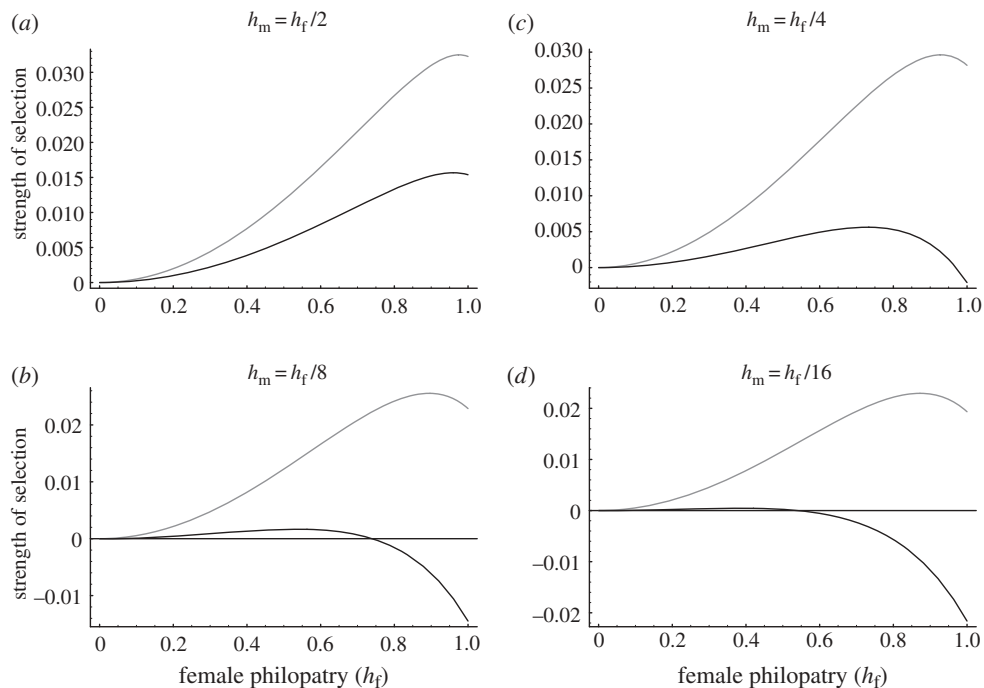 (a)
h_m = h_f/2
strength of selection
0.030
0.025
0.020
0.015
0.010
0.005
0
0 0.2 0.4 0.6 0.8 1.0
(c)
h_m = h_f/4
0.030
0.025
0.020
0.015
0.010
0.005
0
0 0.2 0.4 0.6 0.8 1.0
(b)
h_m = h_f/8
strength of selection
0.02
0.01
0
−0.01
0 0.2 0.4 0.6 0.8 1.0
female philopatry (h_f)
(d)
h_m = h_f/16
0.02
0.01
0
−0.01
−0.02
0 0.2 0.4 0.6 0.8 1.0
female philopatry (h_f)